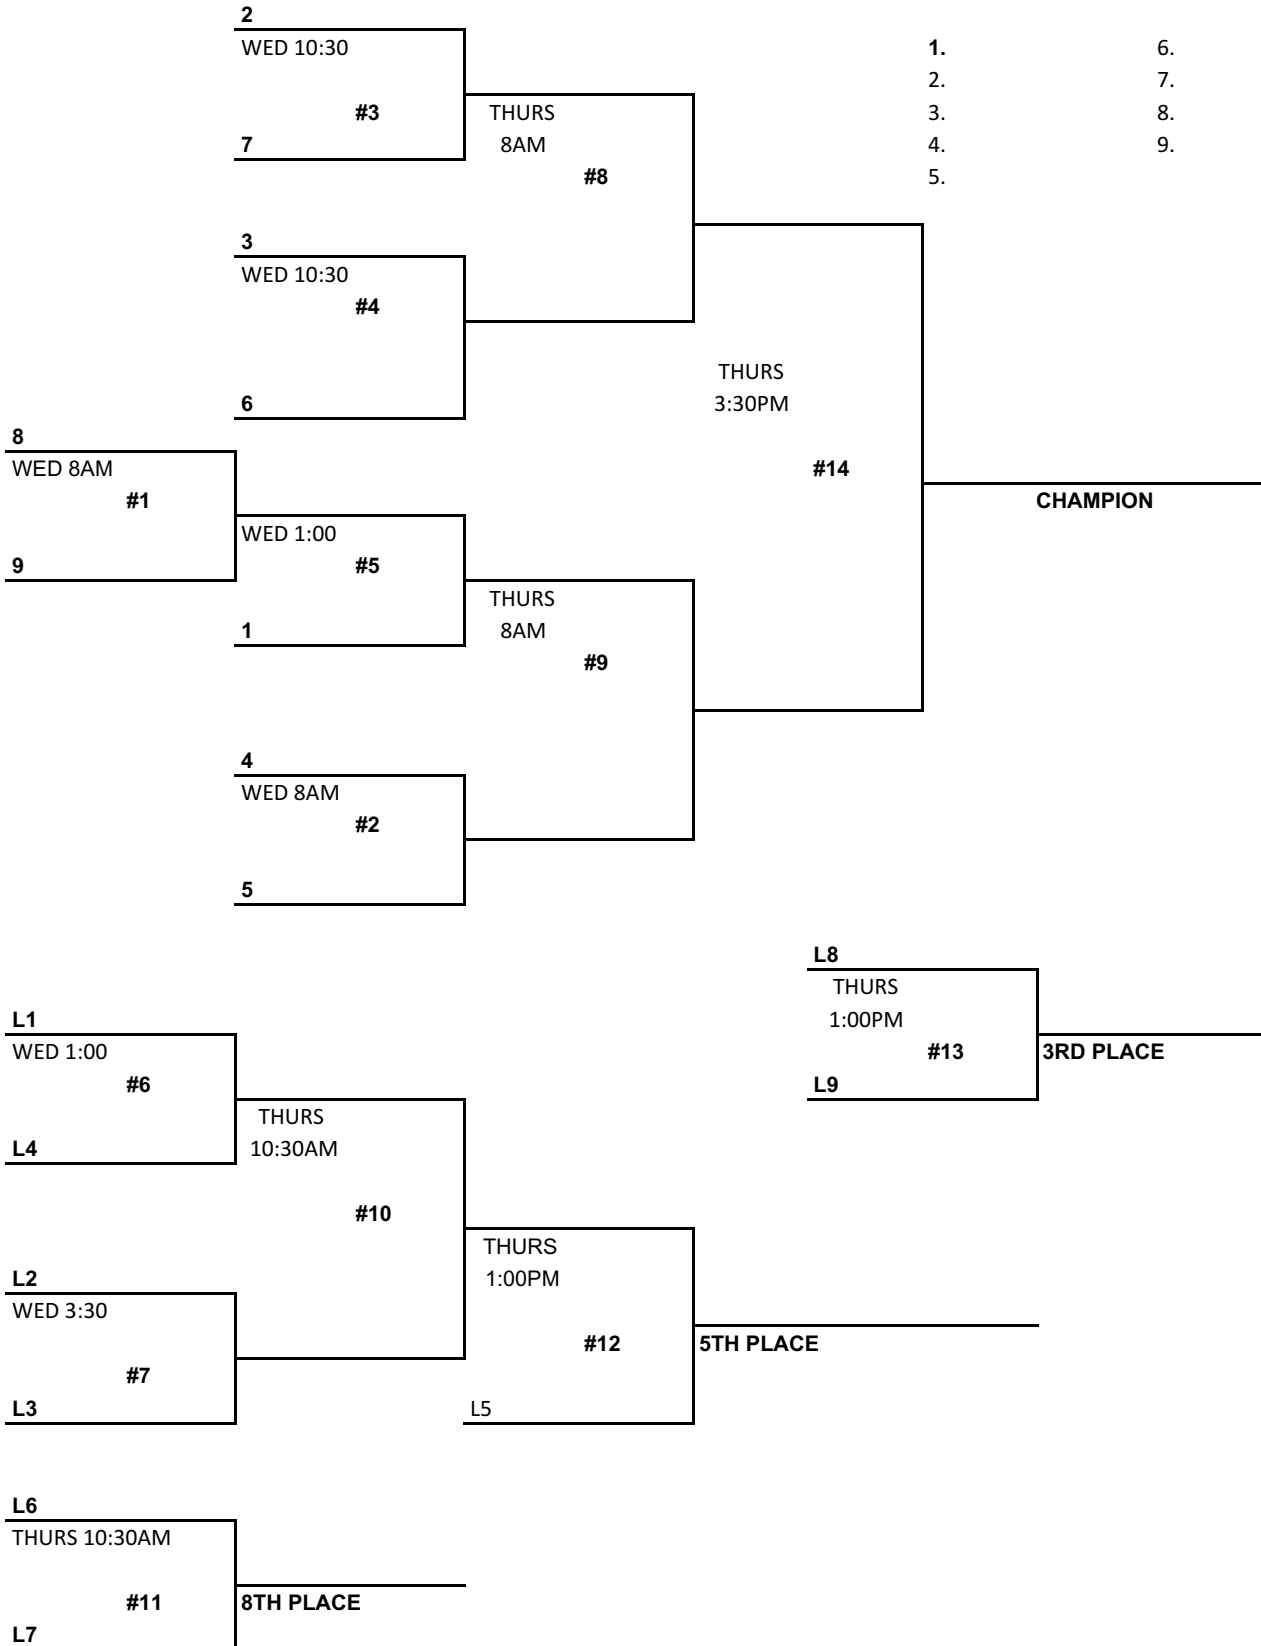 2
WED 10:30
1.
6.
2.
7.
#3
THURS
3.
8.
7
8AM
4.
9.
#8
5.
3
WED 10:30
#4
THURS
6
3:30PM
8
WED 8AM
#14
#1
CHAMPION
WED 1:00
9
#5
THURS
1
8AM
#9
4
WED 8AM
#2
5
L8
THURS
L1
1:00PM
WED 1:00
#13
3RD PLACE
#6
L9
THURS
L4
10:30AM
#10
THURS
L2
1:00PM
WED 3:30
#12
5TH PLACE
#7
L3
L5
L6
THURS 10:30AM
#11
8TH PLACE
L7